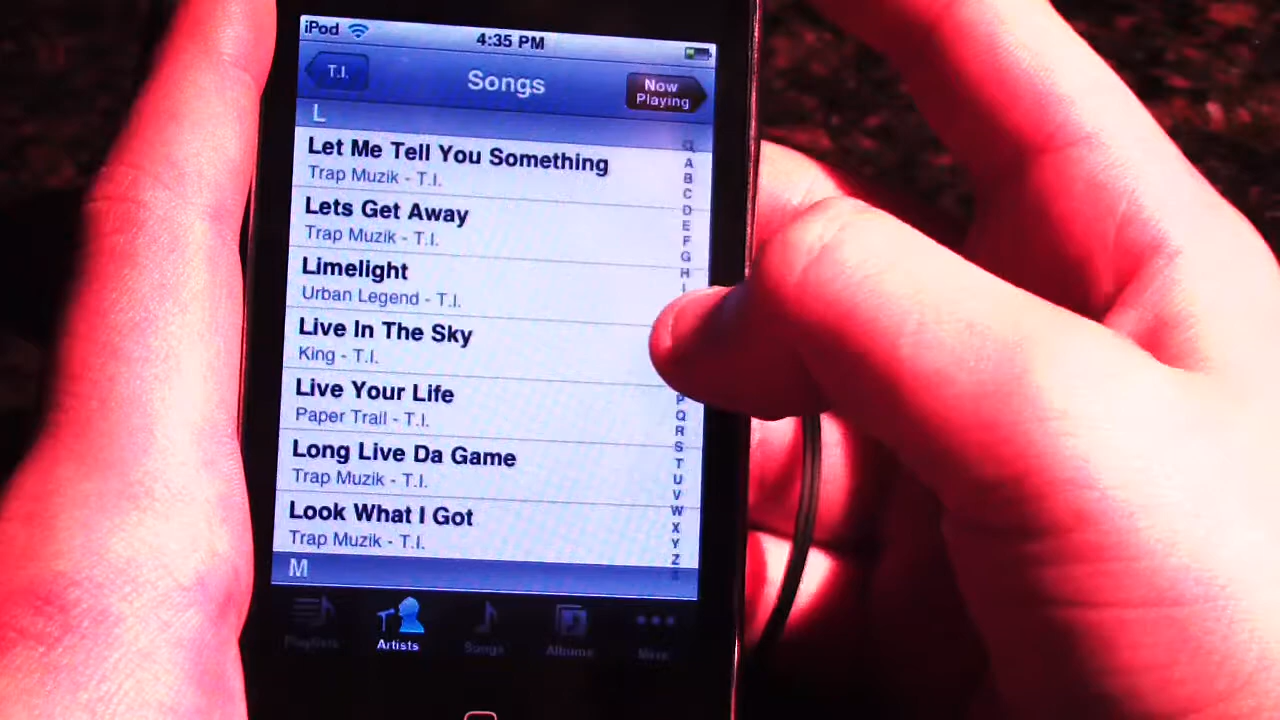 iPod 4:35 PM
T.I. Songs Now Playing
L
Let Me Tell You Something
Trap Muzik - T.I.
Lets Get Away
Trap Muzik - T.I.
Limelight
Urban Legend - T.I.
Live In The Sky
King - T.I.
Live Your Life
Paper Trail - T.I.
Long Live Da Game
Trap Muzik - T.I.
Look What I Got
Trap Muzik - T.I.
M
A
B
C
D
E
F
G
H
I
P
Q
R
S
T
U
V
W
X
Y
Z
Playlists Artists Songs Albums More